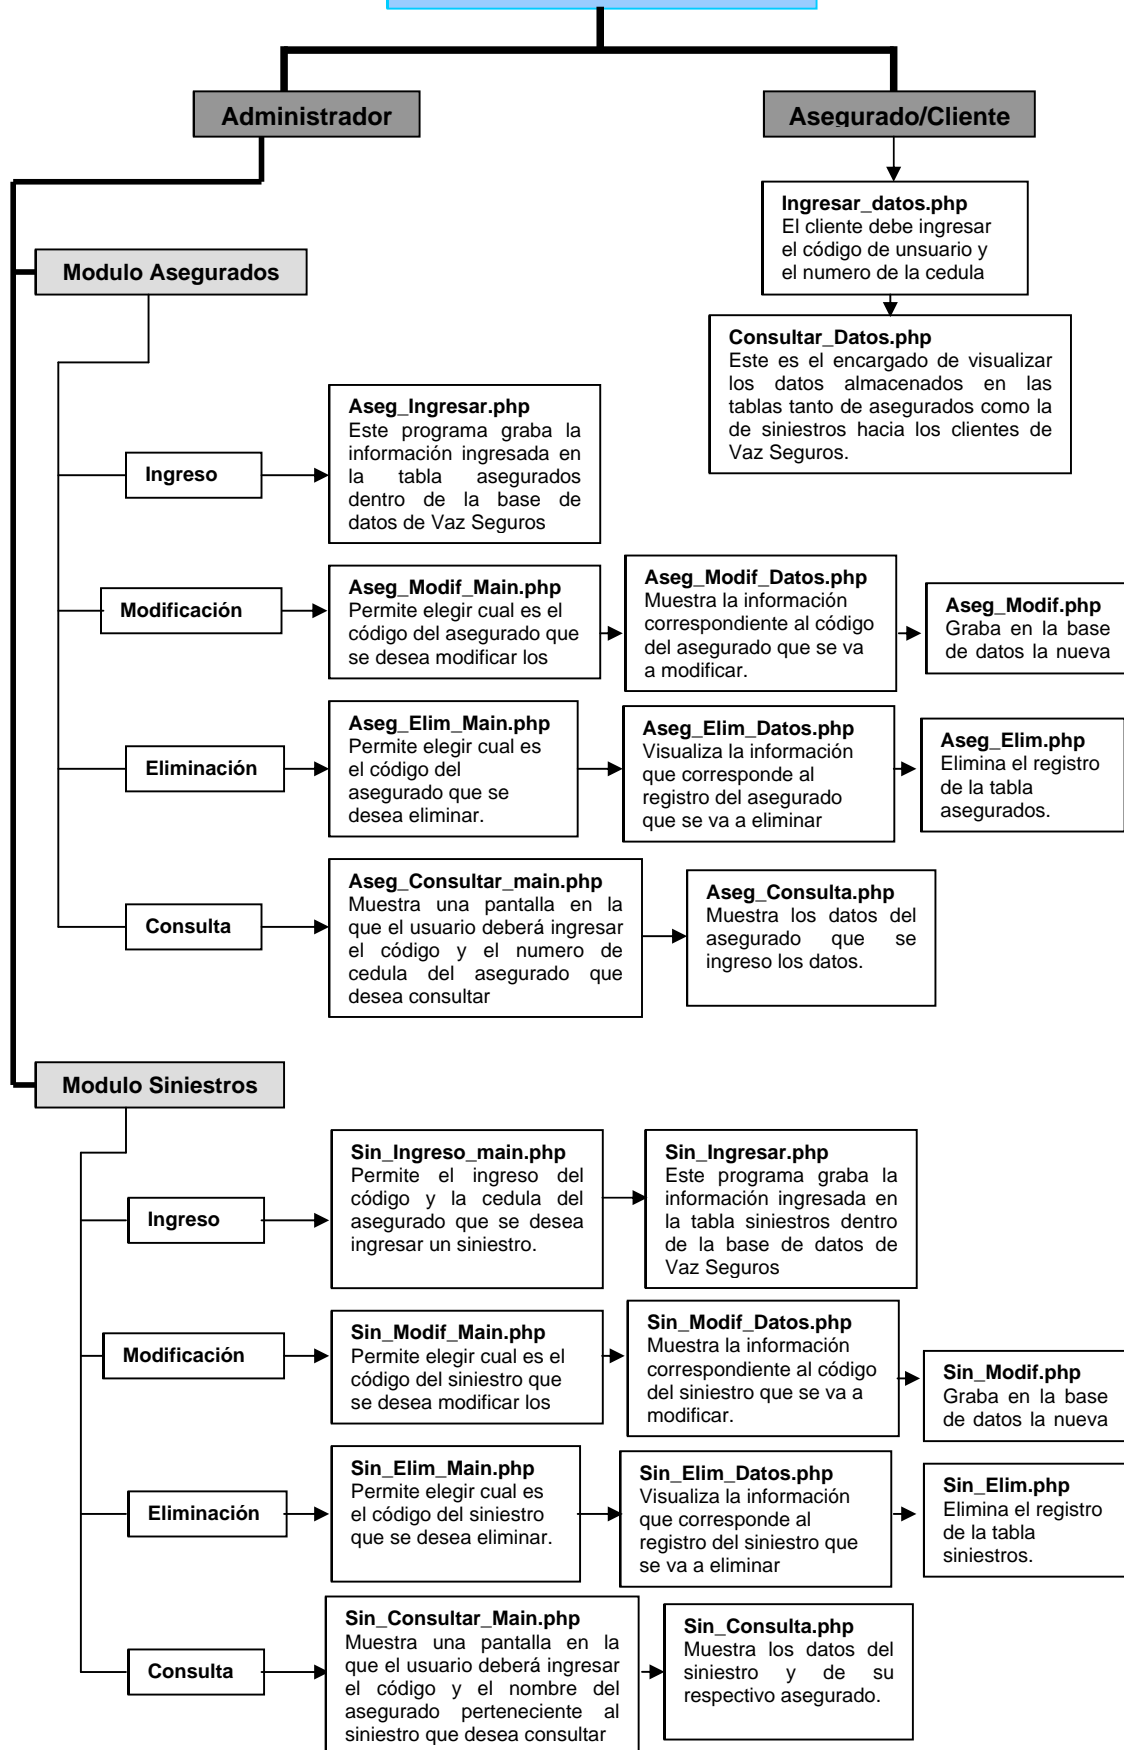 Administrador
Asegurado/Cliente
Ingresar_datos.php
El cliente debe ingresar
el código de unsuario y
el numero de la cedula
Consultar_Datos.php
Este es el encargado de visualizar
los datos almacenados en las
tablas tanto de asegurados como la
de siniestros hacia los clientes de
Vaz Seguros.
Modulo Asegurados
Ingreso
Aseg_Ingresar.php
Este programa graba la
información ingresada en
la tabla asegurados
dentro de la base de
datos de Vaz Seguros
Modificación
Aseg_Modif_Main.php
Permite elegir cual es el
código del asegurado que
se desea modificar los
Aseg_Modif_Datos.php
Muestra la información
correspondiente al código
del asegurado que se va
a modificar.
Aseg_Modif.php
Graba en la base
de datos la nueva
Eliminación
Aseg_Elim_Main.php
Permite elegir cual es
el código del
asegurado que se
desea eliminar.
Aseg_Elim_Datos.php
Visualiza la información
que corresponde al
registro del asegurado
que se va a eliminar
Aseg_Elim.php
Elimina el registro
de la tabla
asegurados.
Consulta
Aseg_Consultar_main.php
Muestra una pantalla en la
que el usuario deberá ingresar
el código y el numero de
cedula del asegurado que
desea consultar
Aseg_Consulta.php
Muestra los datos del
asegurado que se
ingreso los datos.
Modulo Siniestros
Ingreso
Sin_Ingreso_main.php
Permite el ingreso del
código y la cedula del
asegurado que se desea
ingresar un siniestro.
Sin_Ingresar.php
Este programa graba la
información ingresada en
la tabla siniestros dentro
de la base de datos de
Vaz Seguros
Modificación
Sin_Modif_Main.php
Permite elegir cual es el
código del siniestro que
se desea modificar los
Sin_Modif_Datos.php
Muestra la información
correspondiente al código
del siniestro que se va a
modificar.
Sin_Modif.php
Graba en la base
de datos la nueva
Eliminación
Sin_Elim_Main.php
Permite elegir cual es
el código del siniestro
que se desea eliminar.
Sin_Elim_Datos.php
Visualiza la información
que corresponde al
registro del siniestro que
se va a eliminar
Sin_Elim.php
Elimina el registro
de la tabla
siniestros.
Consulta
Sin_Consultar_Main.php
Muestra una pantalla en la
que el usuario deberá ingresar
el código y el nombre del
asegurado perteneciente al
siniestro que desea consultar
Sin_Consulta.php
Muestra los datos del
siniestro y de su
respectivo asegurado.